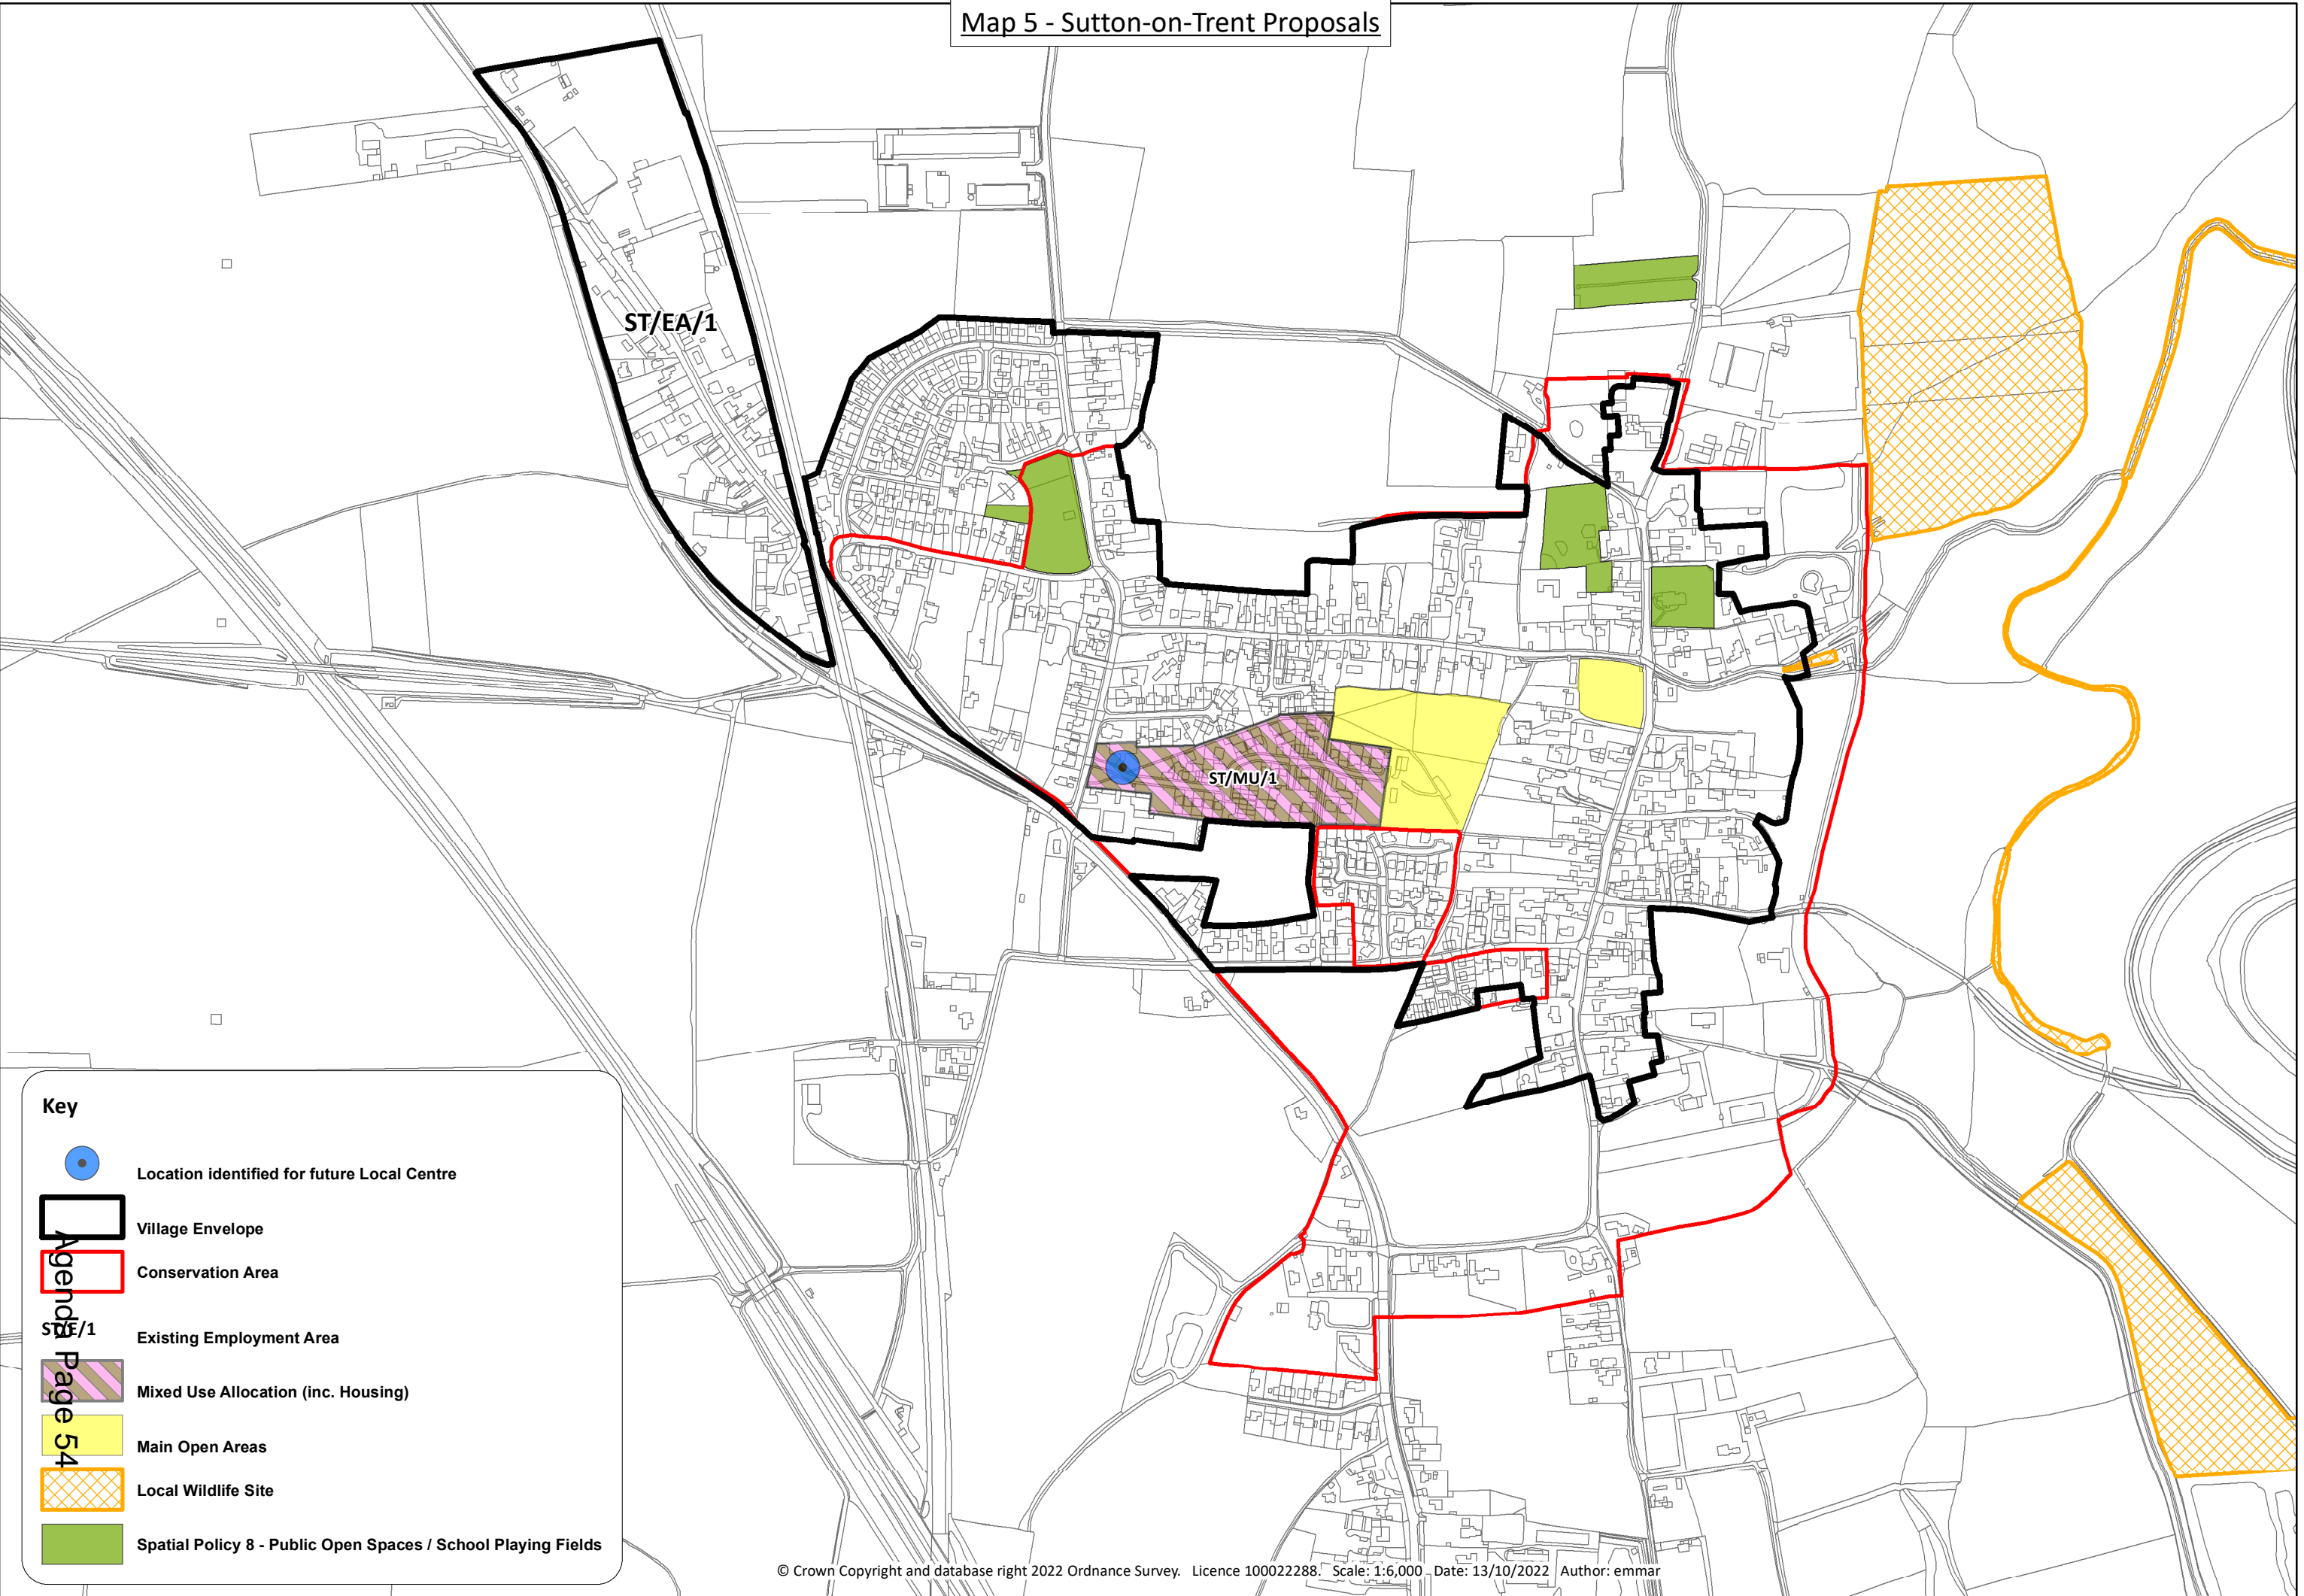 Map 5 - Sutton-on-Trent Proposals
ST/EA/1
ST/MU/1
Key
Location identified for future Local Centre
Village Envelope
Conservation Area
ST/E/1
Existing Employment Area
Mixed Use Allocation (inc. Housing)
Main Open Areas
Local Wildlife Site
Spatial Policy 8 - Public Open Spaces / School Playing Fields
Agenda Page 54
© Crown Copyright and database right 2022 Ordnance Survey. Licence 100022288. Scale: 1:6,000 Date: 13/10/2022 Author: emmar